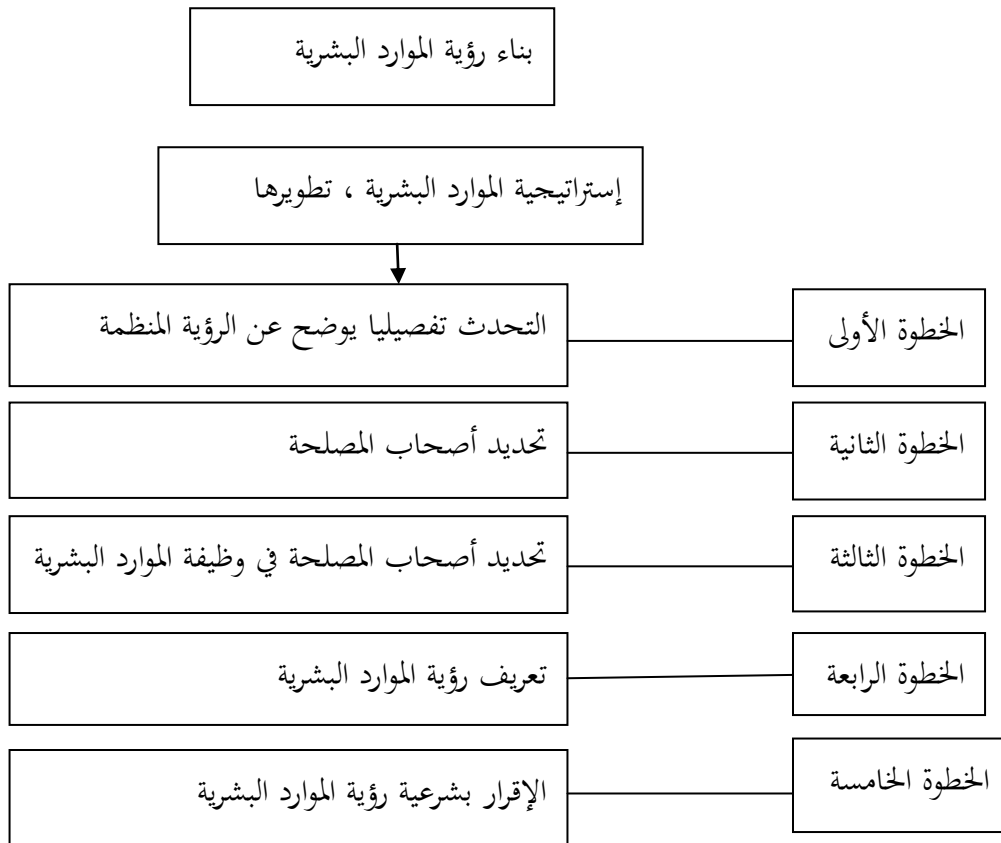 بناء رؤية الموارد البشرية
إستراتيجية الموارد البشرية ، تطويرها
الخطوة الأولى
التحدث تفصيليا يوضح عن الرؤية المنظمة
الخطوة الثانية
تحديد أصحاب المصلحة
الخطوة الثالثة
تحديد أصحاب المصلحة في وظيفة الموارد البشرية
الخطوة الرابعة
تعريف رؤية الموارد البشرية
الخطوة الخامسة
الإقرار بشرعية رؤية الموارد البشرية